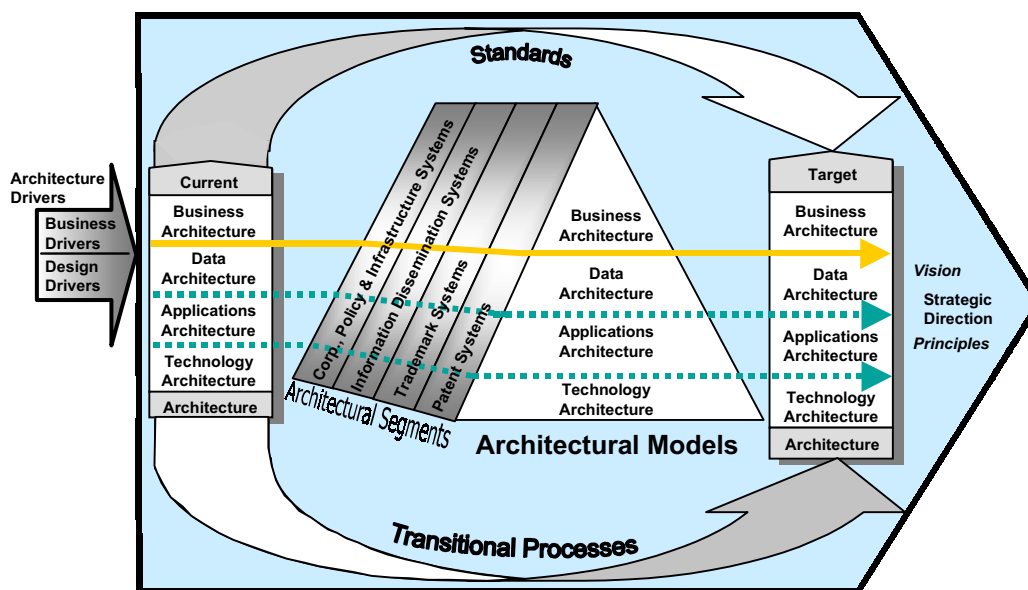 Standards
Architecture
Drivers
Business
Drivers
Design
Drivers
Current
Business
Architecture
Data
Architecture
Applications
Architecture
Technology
Architecture
Architecture
Corp., Policy & Infrastructure Systems
Information Dissemination Systems
Trademark Systems
Patent Systems
Architectural Segments
Business
Architecture
Data
Architecture
Applications
Architecture
Technology
Architecture
Architectural Models
Target
Business
Architecture
Data
Architecture
Applications
Architecture
Technology
Architecture
Architecture
Vision
Strategic
Direction
Principles
Transitional Processes